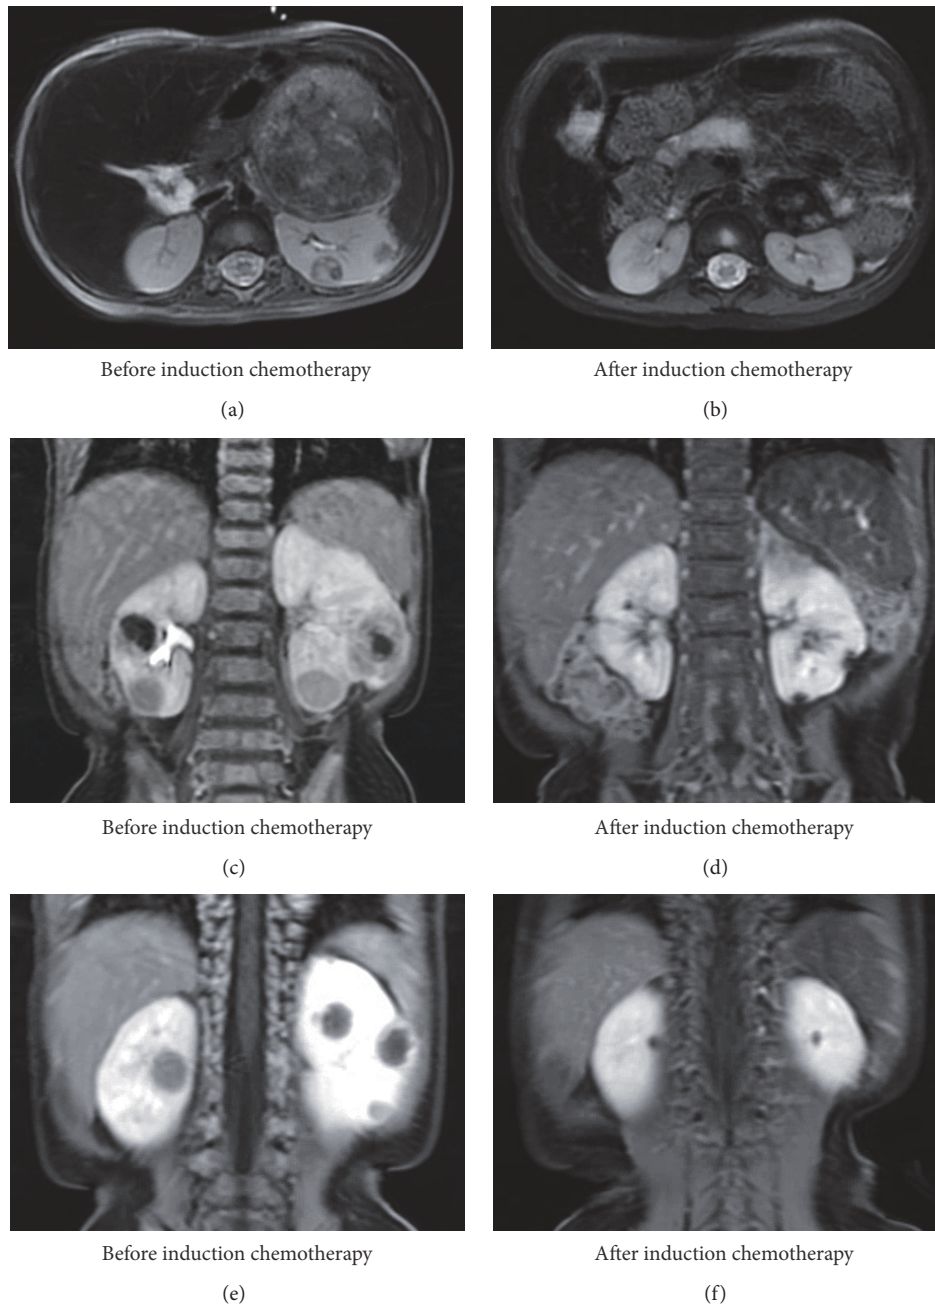 Before induction chemotherapy
After induction chemotherapy
(a)
(b)
Before induction chemotherapy
After induction chemotherapy
(c)
(d)
Before induction chemotherapy
After induction chemotherapy
(e)
(f)